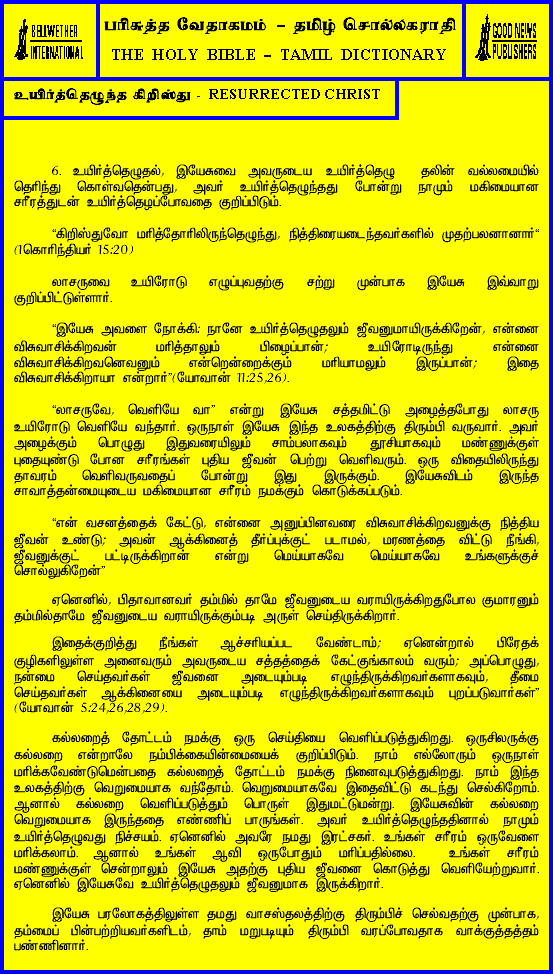 BELLWETHER
INTERNATIONAL
பரிசுத்த வேதாகமம் – தமிழ் சொல்லகராதி
THE HOLY BIBLE – TAMIL DICTIONARY
GOOD NEWS
PUBLISHERS
உயிர்த்தெழுந்த கிறிஸ்து - RESURRECTED CHRIST
6. உயிர்த்தெழுதல், இயேசுவை அவருடைய உயிர்த்தெழு தலின் வல்லமையில்
தெரிந்து கொள்வதென்பது, அவர் உயிர்த்தெழுந்தது போன்று நாமும் மகிமையான
சரீரத்துடன் உயிர்த்தெழப்போவதை குறிப்பிடும்.
“கிறிஸ்துவோ மரித்தோரிலிருந்தெழுந்து, நித்திரையடைந்தவர்களில் முதற்பலனானார்“
(1கொரிந்தியர் 15:20)
லாசருவை உயிரோடு எழுப்புவதற்கு சற்று முன்பாக இயேசு இவ்வாறு
குறிப்பிட்டுள்ளார்.
“இயேசு அவளை நோக்கி: நானே உயிர்த்தெழுதலும் ஜீவனுமாயிருக்கிறேன், என்னை
விசுவாசிக்கிறவன் மரித்தாலும் பிழைப்பான்; உயிரோடிருந்து என்னை
விசுவாசிக்கிறவனெவனும் என்றென்றைக்கும் மரியாமலும் இருப்பான்; இதை
விசுவாசிக்கிறாயா என்றார்”(யோவான் 11:25,26).
“லாசருவே, வெளியே வா” என்று இயேசு சத்தமிட்டு அழைத்தபோது லாசரு
உயிரோடு வெளியே வந்தார். ஒருநாள் இயேசு இந்த உலகத்திற்கு திரும்பி வருவார். அவர்
அழைக்கும் பொழுது இதுவரையிலும் சாம்பலாகவும் தூசியாகவும் மண்ணுக்குள்
புதையுண்டு போன சரீரங்கள் புதிய ஜீவன் பெற்று வெளிவரும். ஒரு விதையிலிருந்து
தாவரம் வெளிவருவதைப் போன்று இது இருக்கும். இயேசுவிடம் இருந்த
சாவாத்தன்மையுடைய மகிமையான சரீரம் நமக்கும் கொடுக்கப்படும்.
“என் வசனத்தைக் கேட்டு, என்னை அனுப்பினவரை விசுவாசிக்கிறவனுக்கு நித்திய
ஜீவன் உண்டு; அவன் ஆக்கினைத் தீர்ப்புக்குட் படாமல், மரணத்தை விட்டு நீங்கி,
ஜீவனுக்குட் பட்டிருக்கிறான் என்று மெய்யாகவே மெய்யாகவே உங்களுக்குச்
சொல்லுகிறேன்”
ஏனெனில், பிதாவானவர் தம்மில் தாமே ஜீவனுடைய வராயிருக்கிறதுபோல குமாரனும்
தம்மில்தாமே ஜீவனுடைய வராயிருக்கும்படி அருள் செய்திருக்கிறார்.
இதைக்குறித்து நீங்கள் ஆச்சரியப்பட வேண்டாம்; ஏனென்றால் பிரேதக்
குழிகளிலுள்ள அனைவரும் அவருடைய சத்தத்தைக் கேட்குங்காலம் வரும்; அப்பொழுது,
நன்மை செய்தவர்கள் ஜீவனை அடையும்படி எழுந்திருக்கிறவர்களாகவும், தீமை
செய்தவர்கள் ஆக்கினையை அடையும்படி எழுந்திருக்கிறவர்களாகவும் புறப்படுவார்கள்”
(யோவான் 5:24,26,28,29).
கல்லறைத் தோட்டம் நமக்கு ஒரு செய்தியை வெளிப்படுத்துகிறது. ஒருசிலருக்கு
கல்லறை என்றாலே நம்பிக்கையின்மையைக் குறிப்பிடும். நாம் எல்லோரும் ஒருநாள்
மரிக்கவேண்டுமென்பதை கல்லறைத் தோட்டம் நமக்கு நினைவுபடுத்துகிறது. நாம் இந்த
உலகத்திற்கு வெறுமையாக வந்தோம். வெறுமையாகவே இதைவிட்டு கடந்து செல்கிறோம்.
ஆனால் கல்லறை வெளிப்படுத்தும் பொருள் இதுமட்டுமன்று. இயேசுவின் கல்லறை
வெறுமையாக இருந்ததை எண்ணிப் பாருங்கள். அவர் உயிர்த்தெழுந்ததினால் நாமும்
உயிர்த்தெழுவது நிச்சயம். ஏனெனில் அவரே நமது இரட்சகர். உங்கள் சரீரம் ஒருவேளை
மரிக்கலாம். ஆனால் உங்கள் ஆவி ஒருபோதும் மரிப்பதில்லை. உங்கள் சரீரம்
மண்ணுக்குள் சென்றாலும் இயேசு அதற்கு புதிய ஜீவனை கொடுத்து வெளியேற்றுவார்.
ஏனெனில் இயேசுவே உயிர்த்தெழுதலும் ஜீவனுமாக இருக்கிறார்.
இயேசு பரலோகத்திலுள்ள தமது வாசஸ்தலத்திற்கு திரும்பிச் செல்வதற்கு முன்பாக,
தம்மைப் பின்பற்றியவர்களிடம், தாம் மறுபடியும் திரும்பி வரப்போவதாக வாக்குத்தத்தம்
பண்ணினார்.